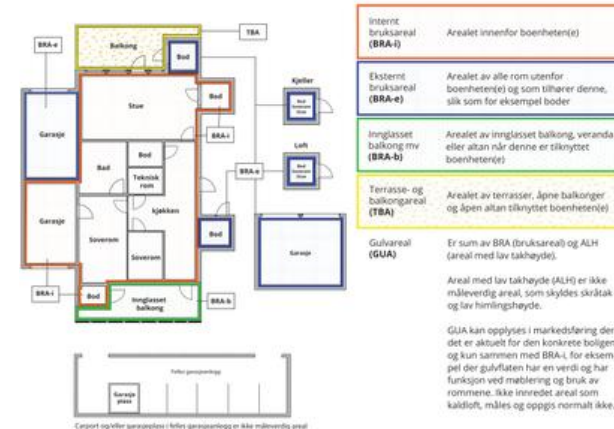 TBA
BRA-e
Balkong
Bod
Kjeller
Stue
Bod
Garasje
BRA-i
Loft
Bod
Bad
Teknisk
rom
BRA-e
kjøkken
Garasje
Soverom
Bod
Garasje
Soverom
BRA-i
Bod
Innglasset
balkong
BRA-b
Felles garasjeanlegg
Garasje
plass
Carport og/eller garasjeplass i felles garasjeanlegg er ikke måleverdig areal
Internt
bruksareal
(BRA-i)
Arealet innenfor boenheten(e)
Eksternt
bruksareal
(BRA-e)
Arealet av alle rom utenfor
boenheten(e) og som tilhører denne,
slik som for eksempel boder
Innglasset
balkong mv
(BRA-b)
Arealet av innglasset balkong, veranda
eller altan når denne er tilknyttet
boenheten(e)
Terrasse- og
balkongareal
(TBA)
Arealet av terrasser, åpne balkonger
og åpen altan tilknyttet boenheten(e)
Gulvareal
(GUA)
Er sum av BRA (bruksareal) og ALH
(areal med lav takhøyde).
Areal med lav takhøyde (ALH) er ikke
måleverdig areal, som skyldes skråtak
og lav himlingshøyde.
GUA kan opplyses i markedsføring der
det er aktuelt for den konkrete boligen
og kun sammen med BRA-i, for eksem-
pel der gulvflaten har en verdi og har
funksjon ved møblering og bruk av
rommene. Ikke innredet areal som
kaldloft, måles og oppgis normalt ikke.